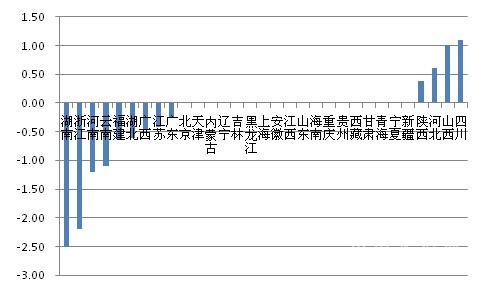 1.50
1.00
0.50
0.00
-0.50
-1.00
-1.50
-2.00
-2.50
-3.00
湖南
浙江
河南
云南
福建
湖北
广西
江苏
广东
北京
天津
内蒙古
辽宁
吉林
黑龙江
上海
安徽
江西
山东
海南
重庆
贵州
西藏
甘肃
青海
宁夏
新疆
陕西
河北
山西
四川